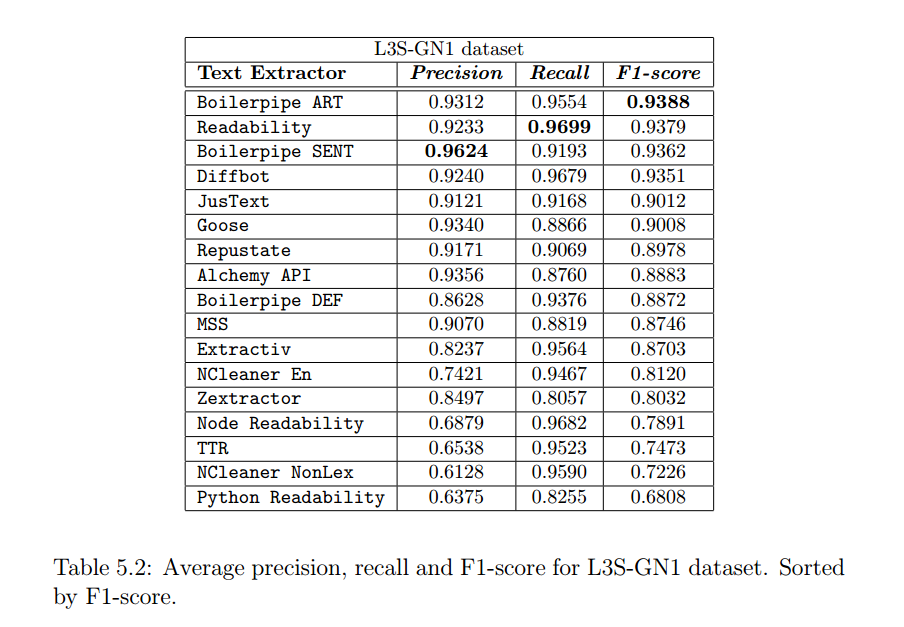 L3S-GN1 dataset
Text Extractor Precision Recall F1-score
Boilerpipe ART 0.9312 0.9554 0.9388
Readability 0.9233 0.9699 0.9379
Boilerpipe SENT 0.9624 0.9193 0.9362
Diffbot 0.9240 0.9679 0.9351
JusText 0.9121 0.9168 0.9012
Goose 0.9340 0.8866 0.9008
Repustate 0.9171 0.9069 0.8978
Alchemy API 0.9356 0.8760 0.8883
Boilerpipe DEF 0.8628 0.9376 0.8872
MSS 0.9070 0.8819 0.8746
Extractiv 0.8237 0.9564 0.8703
NCleaner En 0.7421 0.9467 0.8120
Zextractor 0.8497 0.8057 0.8032
Node Readability 0.6879 0.9682 0.7891
TTR 0.6538 0.9523 0.7473
NCleaner NonLex 0.6128 0.9590 0.7226
Python Readability 0.6375 0.8255 0.6808
Table 5.2: Average precision, recall and F1-score for L3S-GN1 dataset. Sorted
by F1-score.